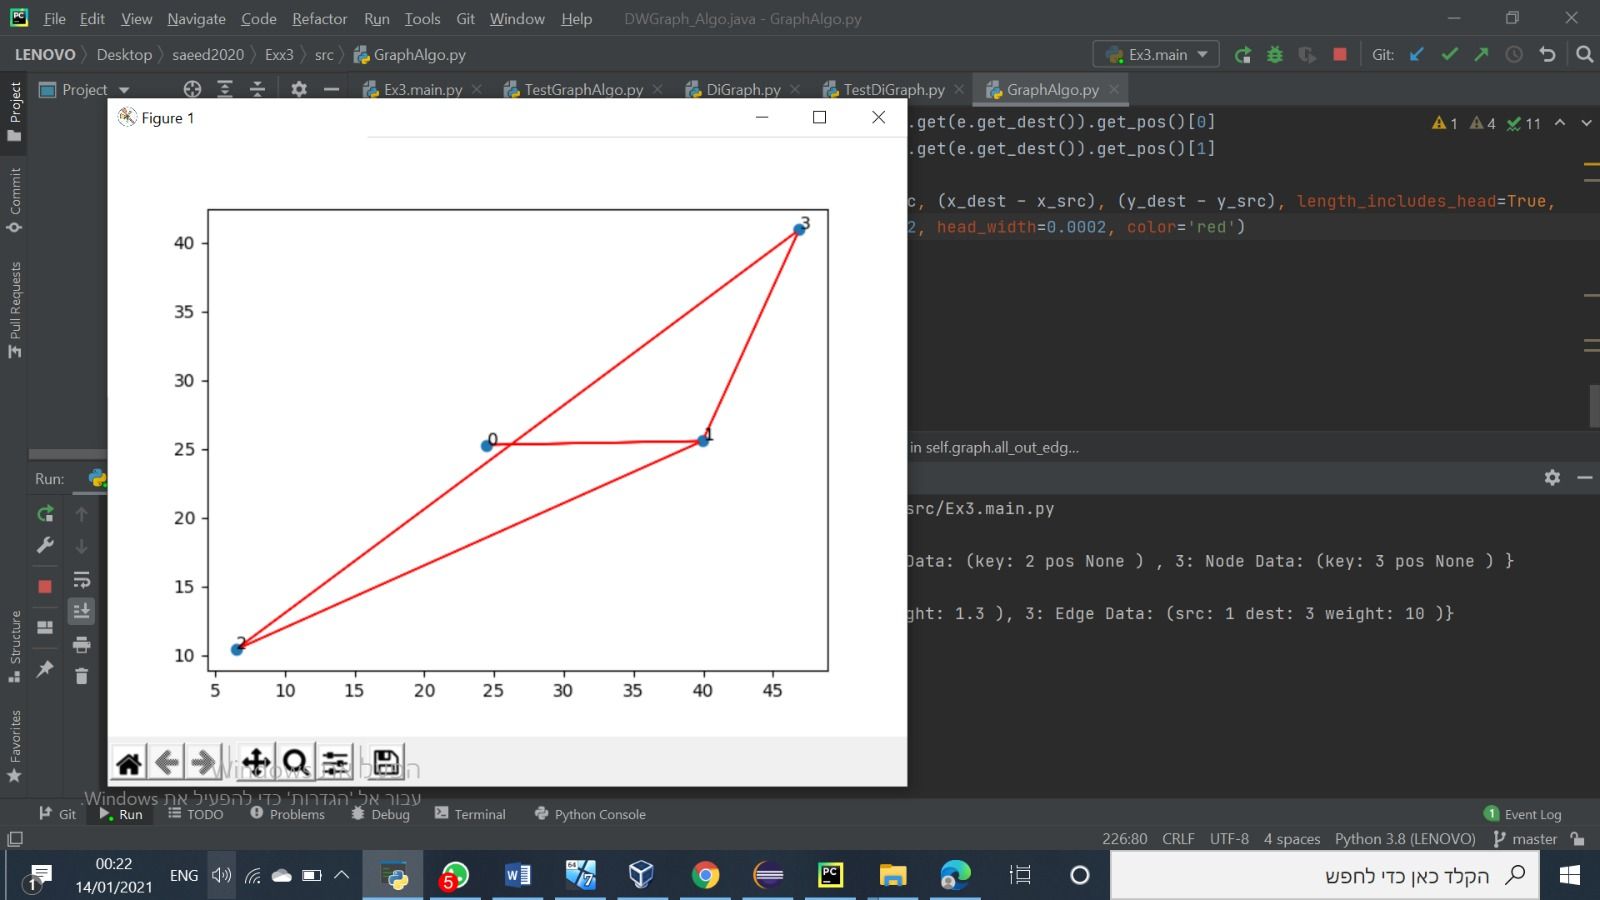 File Edit View Navigate Code Refactor Run Tools Git Window Help DWGraph_Algo.java - GraphAlgo.py
LENOVO Desktop saeed2020 Exx3 src GraphAlgo.py Ex3.main Git:
Project Ex3.main.py TestGraphAlgo.py DiGraph.py TestDiGraph.py GraphAlgo.py
Figure 1
.get(e.get_dest()).get_pos()[0] 1 4 11
.get(e.get_dest()).get_pos()[1]
c, (x_dest - x_src), (y_dest - y_src), length_includes_head=True,
2, head_width=0.0002, color='red')
in self.graph.all_out_edg...
Project
Commit
Pull Requests
Structure
Favorites
3
0
1
2
40
35
30
25
20
15
10
5 10 15 20 25 30 35 40 45
Run:
src/Ex3.main.py
Data: (key: 2 pos None ) , 3: Node Data: (key: 3 pos None ) }
ght: 1.3 ), 3: Edge Data: (src: 1 dest: 3 weight: 10 )}
הפעל את Windows
עבור אל 'הגדרות' כדי להפעיל את Windows.
Git Run TODO Problems Debug Terminal Python Console 1 Event Log
226:80 CRLF UTF-8 4 spaces Python 3.8 (LENOVO) master
1 00:22 ENG 5 PC הקלד כאן כדי לחפש
14/01/2021